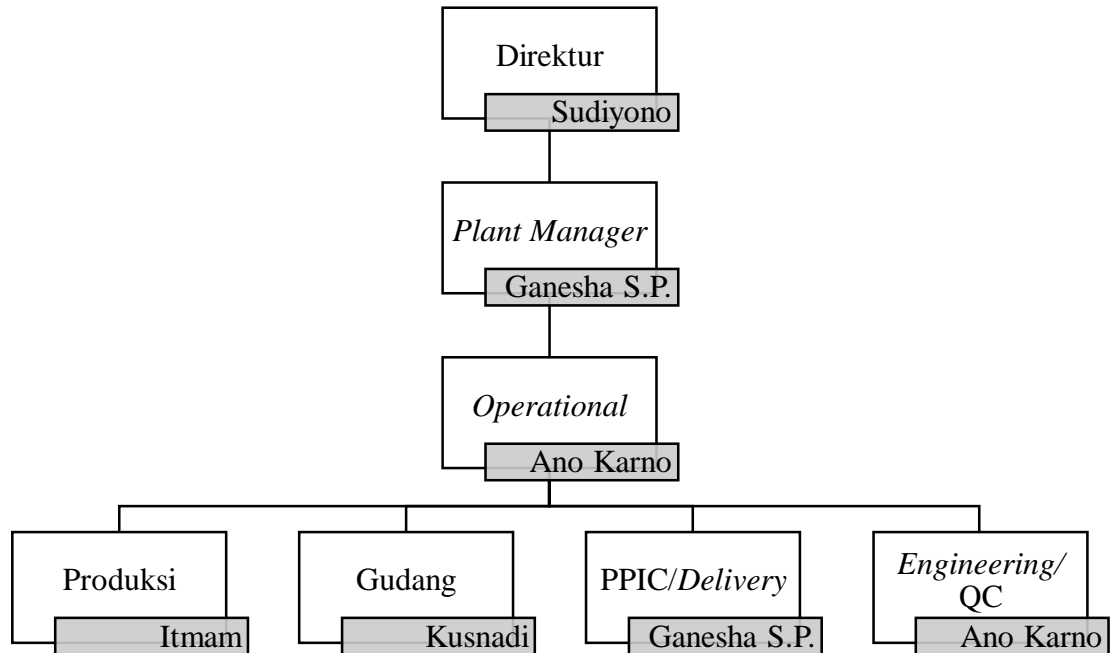 Direktur
Sudiyono
Plant Manager
Ganesha S.P.
Operational
Ano Karno
Produksi
Itmam
Gudang
Kusnadi
PPIC/Delivery
Ganesha S.P.
Engineering/
QC
Ano Karno